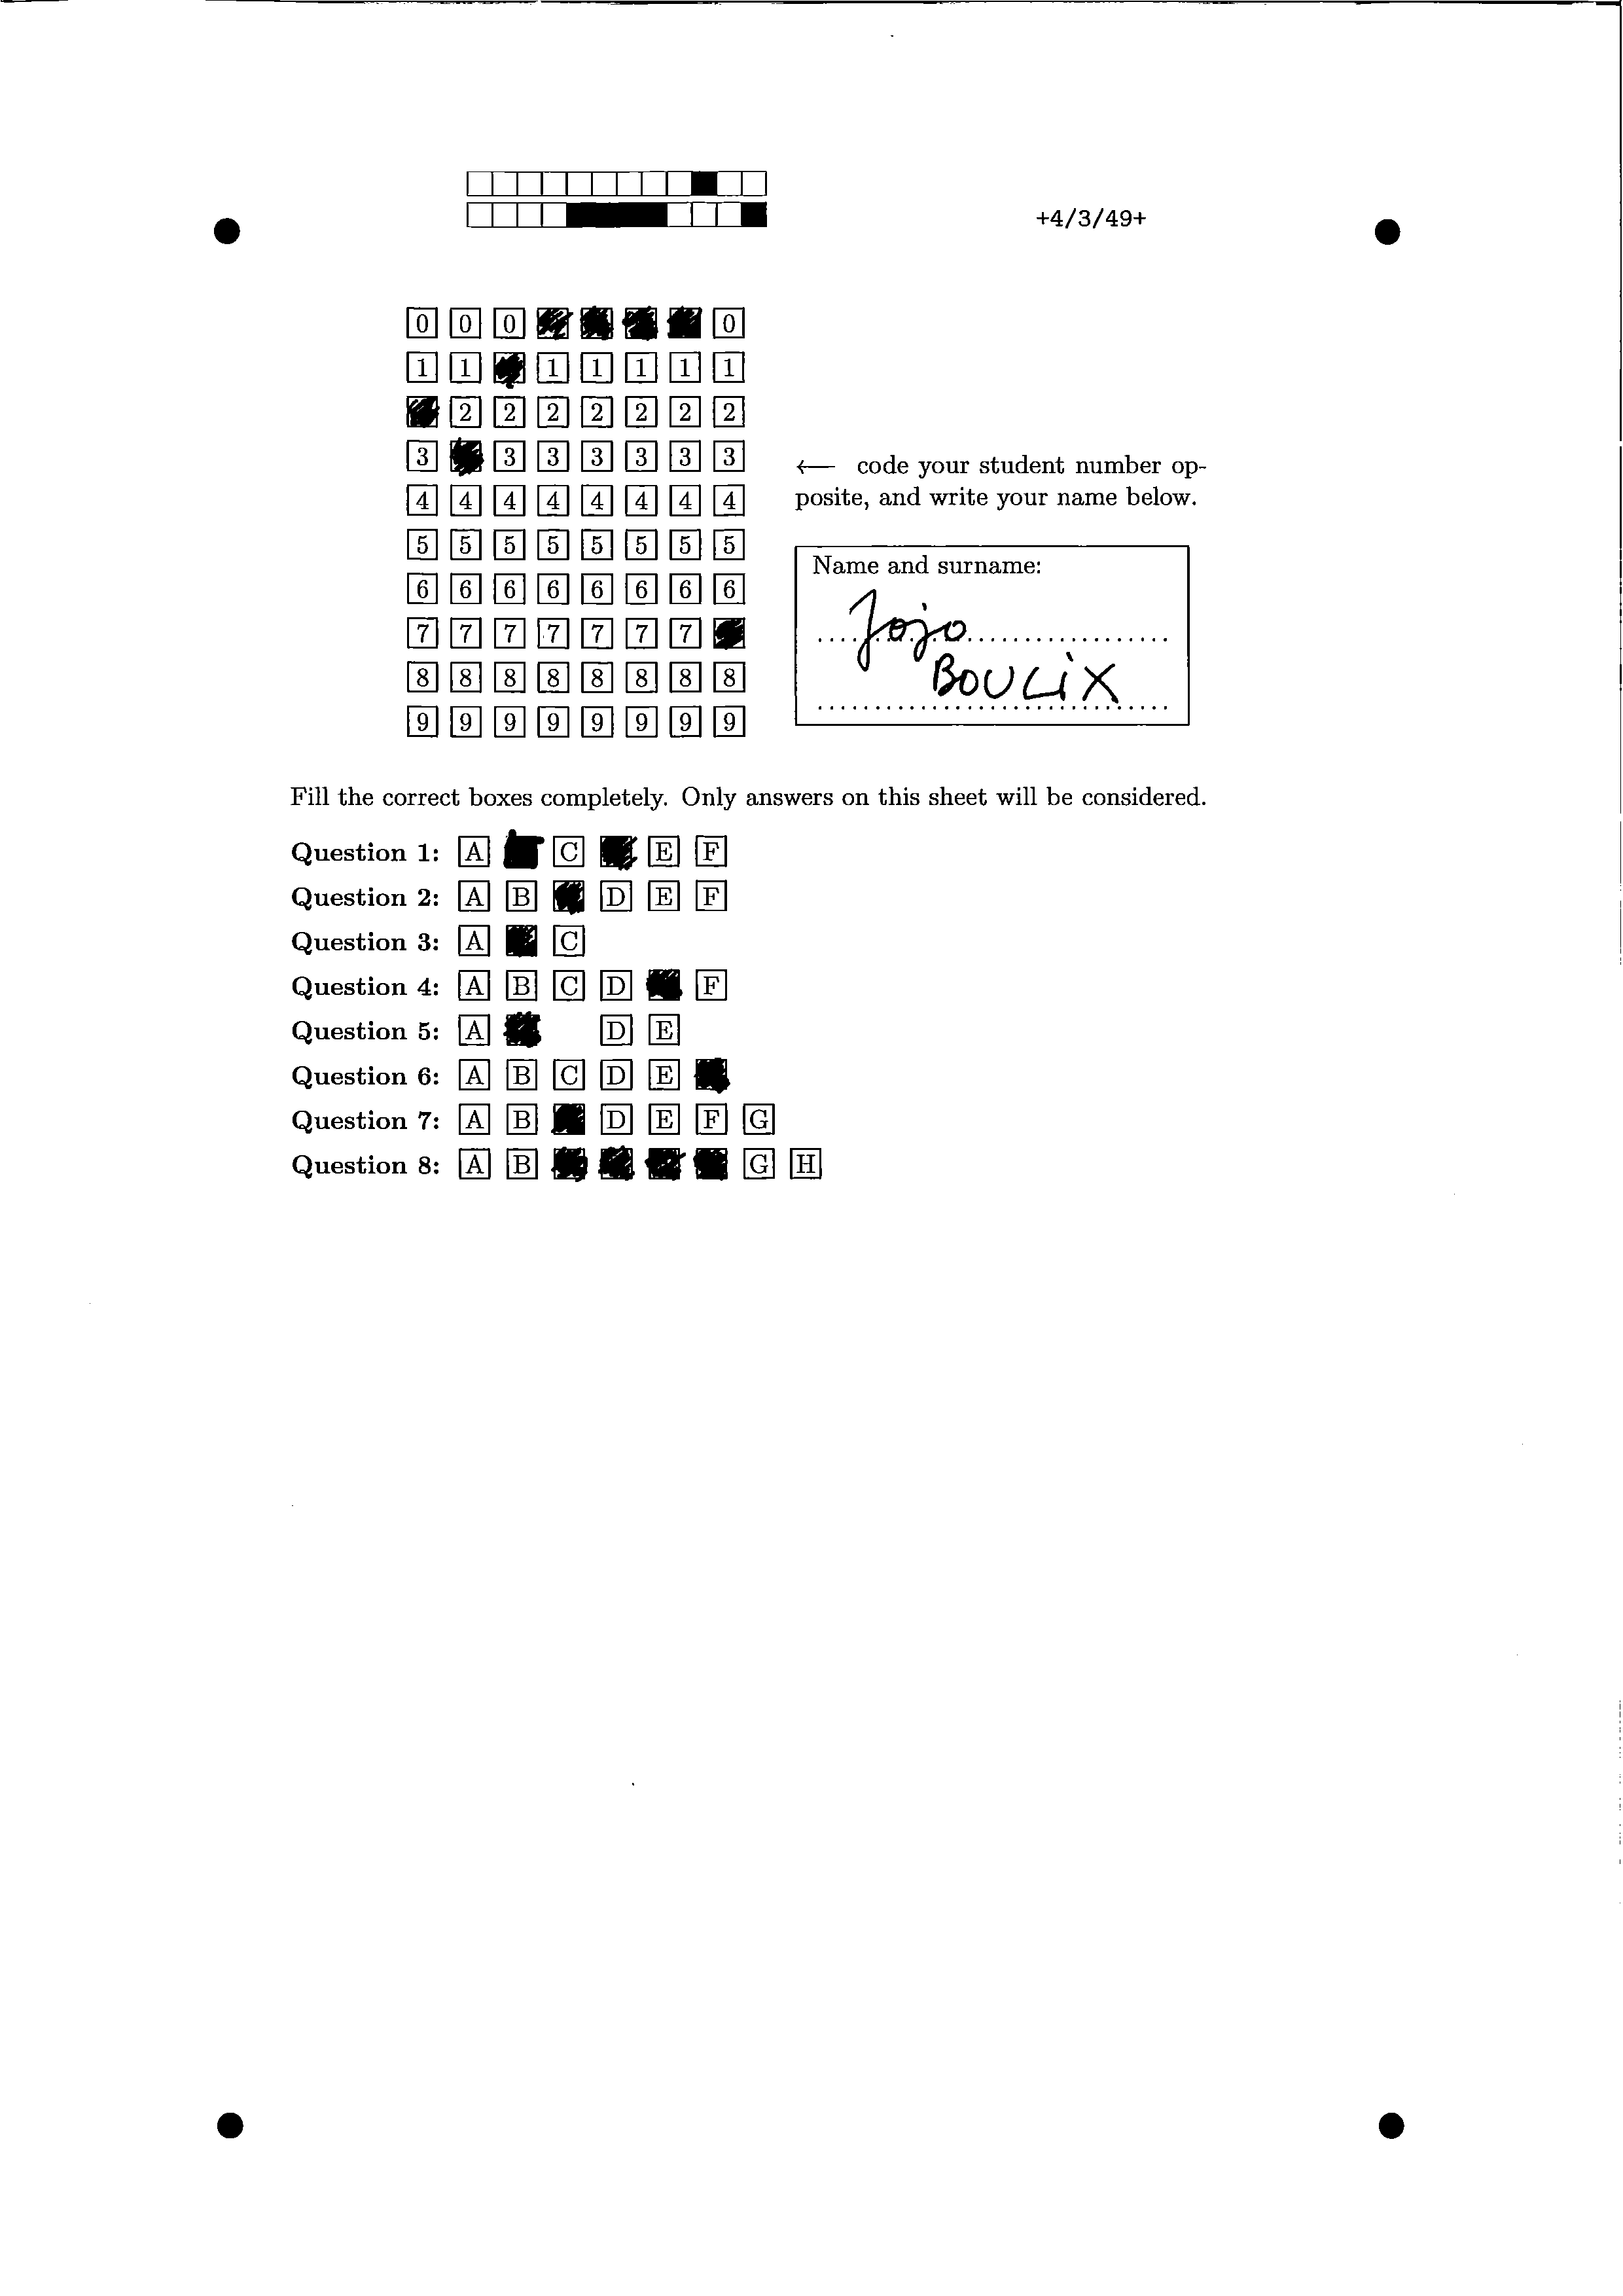 +4/3/49+
0 0 0 0
1 1 1 1 1 1 1
2 2 2 2 2 2 2
3 3 3 3 3 3 3
4 4 4 4 4 4 4 4
5 5 5 5 5 5 5 5
6 6 6 6 6 6 6 6
7 7 7 7 7 7 7
8 8 8 8 8 8 8 8
9 9 9 9 9 9 9 9
← code your student number op-
posite, and write your name below.
Name and surname:
Jojo
BOULIX
Fill the correct boxes completely. Only answers on this sheet will be considered.
Question 1: A C E F
Question 2: A B D E F
Question 3: A C
Question 4: A B C D F
Question 5: A D E
Question 6: A B C D E
Question 7: A B D E F G
Question 8: A B G H